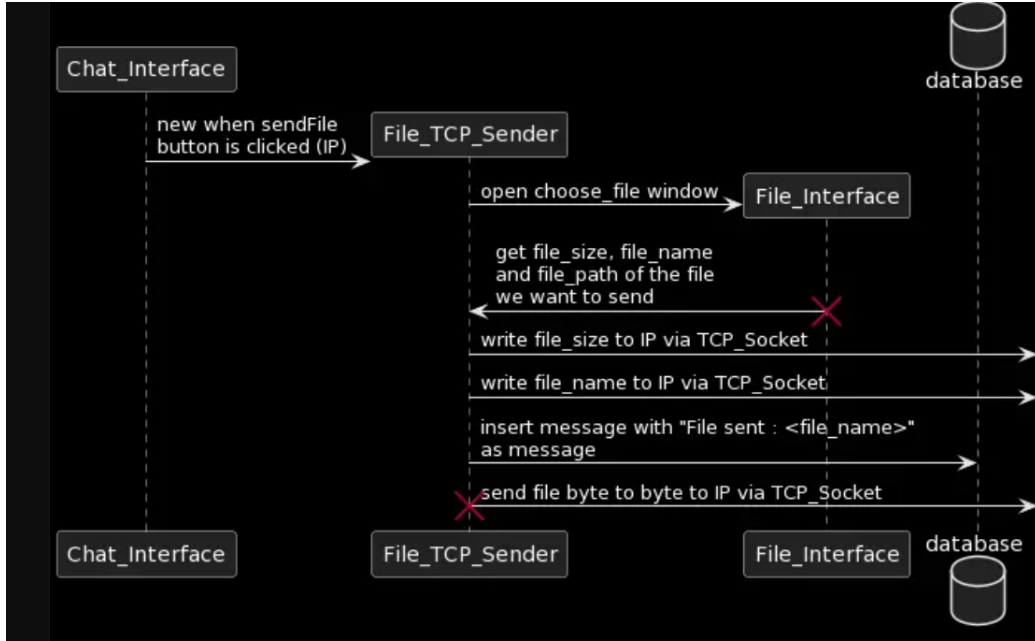 database
Chat_Interface
new when sendFile
button is clicked (IP)
File_TCP_Sender
open choose_file window
File_Interface
get file_size, file_name
and file_path of the file
we want to send
write file_size to IP via TCP_Socket
write file_name to IP via TCP_Socket
insert message with "File sent : <file_name>"
as message
send file byte to byte to IP via TCP_Socket
Chat_Interface
File_TCP_Sender
File_Interface
database